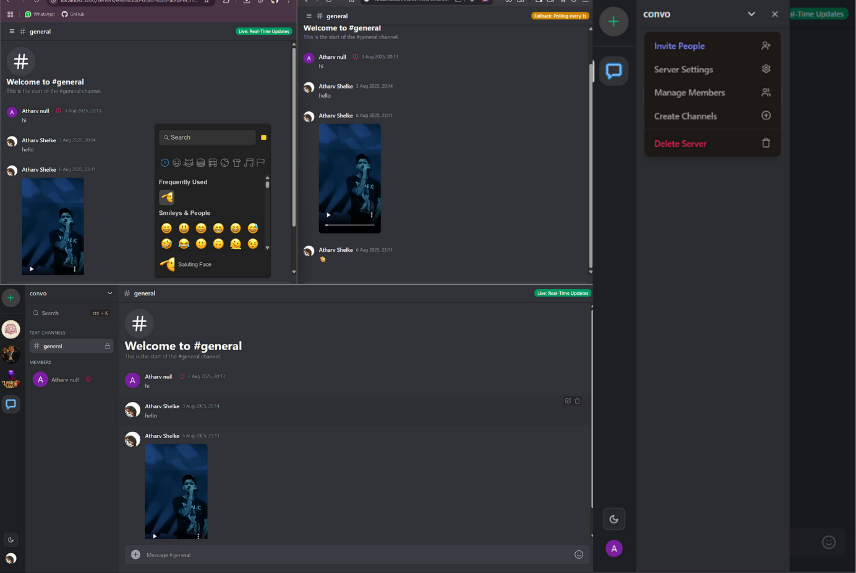 WhatsApp
GitHub
# general
Live: Real-Time Updates
#
Welcome to #general
This is the start of the #general channel.
Atharv null
3 Aug 2025, 20:13
hi
Atharv Shelke
3 Aug 2025, 20:14
hello
Atharv Shelke
6 Aug 2025, 23:11
Search
Frequently Used
Smileys & People
Saluting Face
# general
Fallback: Polling every 1s
Welcome to #general
This is the start of the #general channel.
Atharv null
3 Aug 2025, 20:13
hi
Atharv Shelke
3 Aug 2025, 20:14
hello
Atharv Shelke
6 Aug 2025, 23:11
Atharv Shelke
6 Aug 2025, 23:11
convo
Search
ctrl + K
TEXT CHANNELS
# general
MEMBERS
A
Atharv null
# general
Live: Real-Time Updates
#
Welcome to #general
This is the start of the #general channel.
A
Atharv null
3 Aug 2025, 20:13
hi
Atharv Shelke
3 Aug 2025, 20:14
hello
Atharv Shelke
6 Aug 2025, 23:11
Message #general
convo
Invite People
Server Settings
Manage Members
Create Channels
Delete Server
A
Time Updates